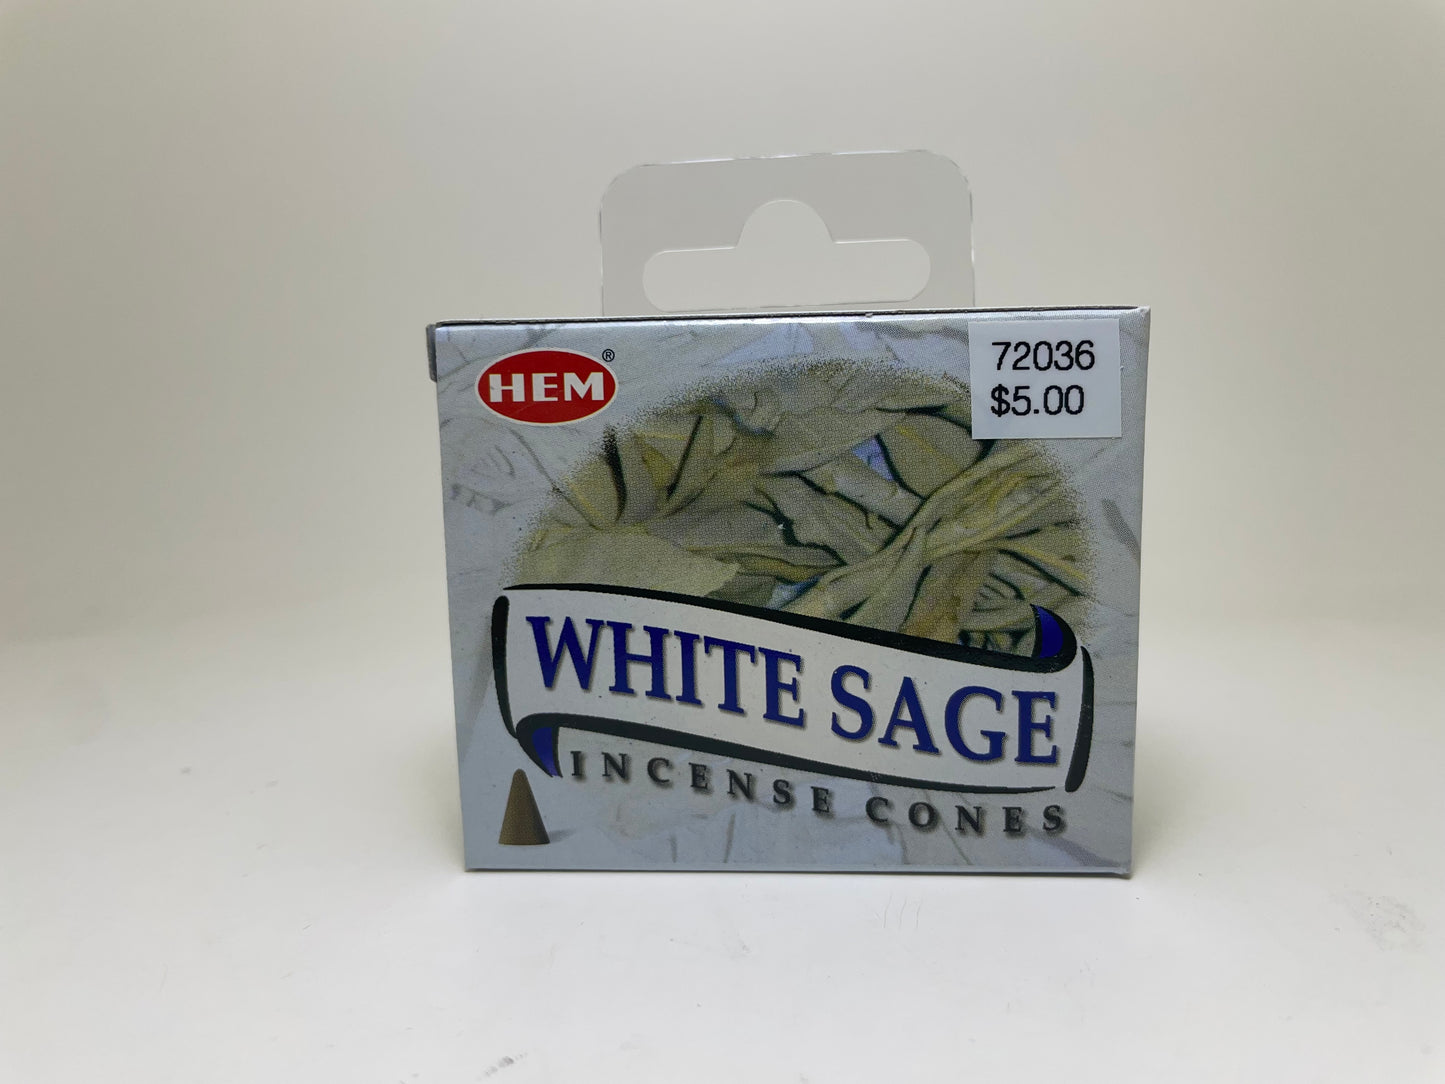 HEM®
72036
$5.00
WHITE SAGE
INCENSE CONES